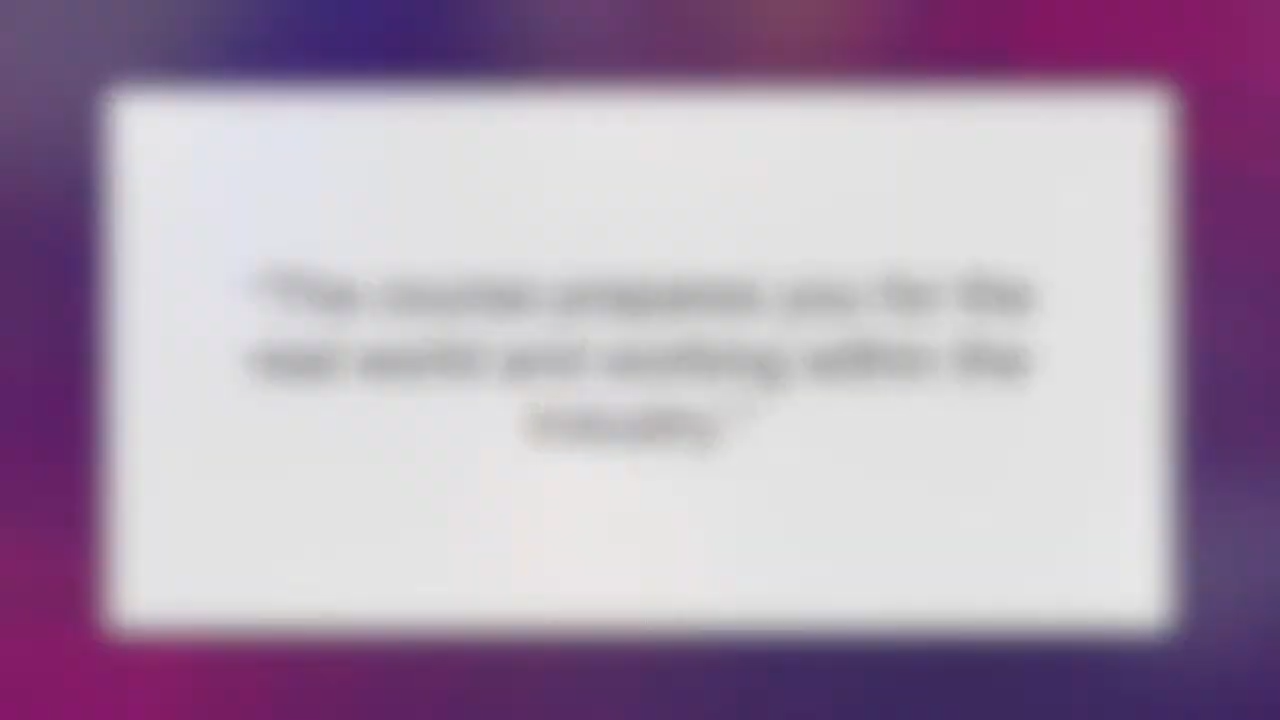 "The course prepares you for the
real world and working within the
industry."